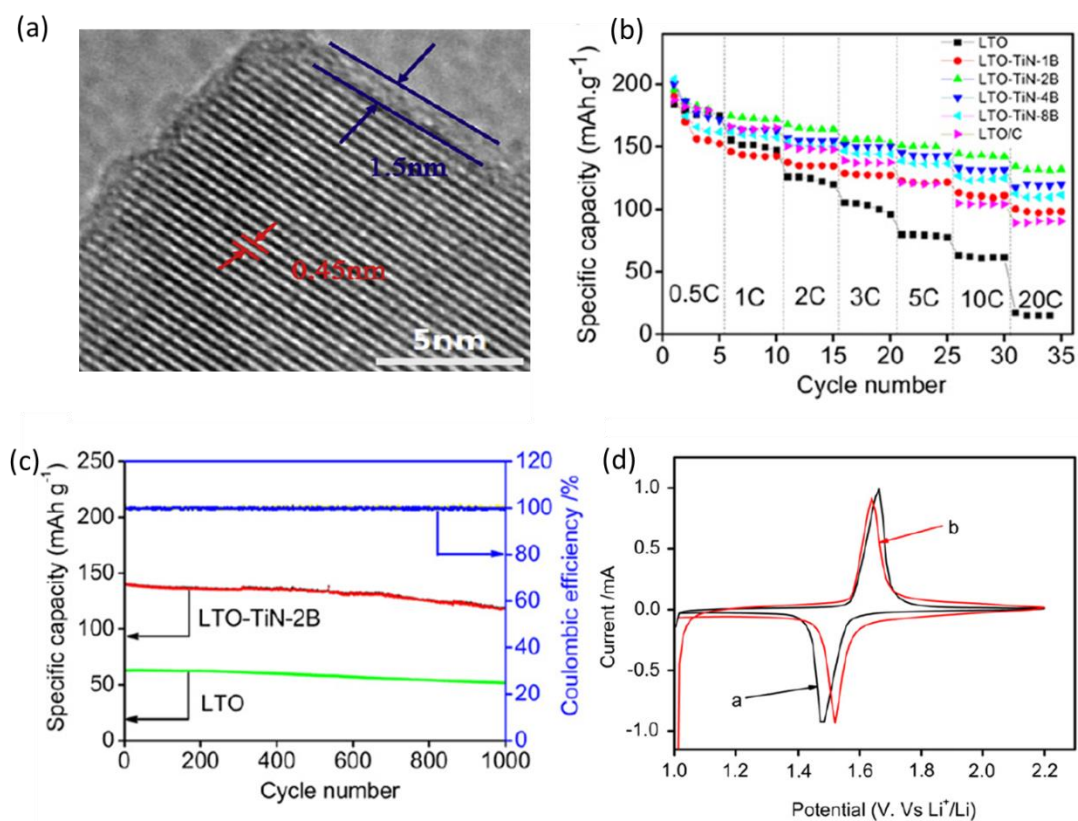 (a)
1.5nm
0.45nm
5nm
(b)
LTO
LTO-TiN-1B
LTO-TiN-2B
LTO-TiN-4B
LTO-TiN-8B
LTO/C
Specific capacity (mAh.g-1)
200
150
100
50
0
0.5C 1C 2C 3C 5C 10C 20C
0 5 10 15 20 25 30 35
Cycle number
(c)
Specific capacity (mAh g-1)
250
200
150
100
50
0
LTO-TiN-2B
LTO
0 200 400 600 800 1000
Cycle number
120
100
80
60
40
20
0
Coulombic efficiency /%
(d)
Current /mA
1.0
0.5
0.0
-0.5
-1.0
b
a
1.0 1.2 1.4 1.6 1.8 2.0 2.2
Potential (V. Vs Li+/Li)